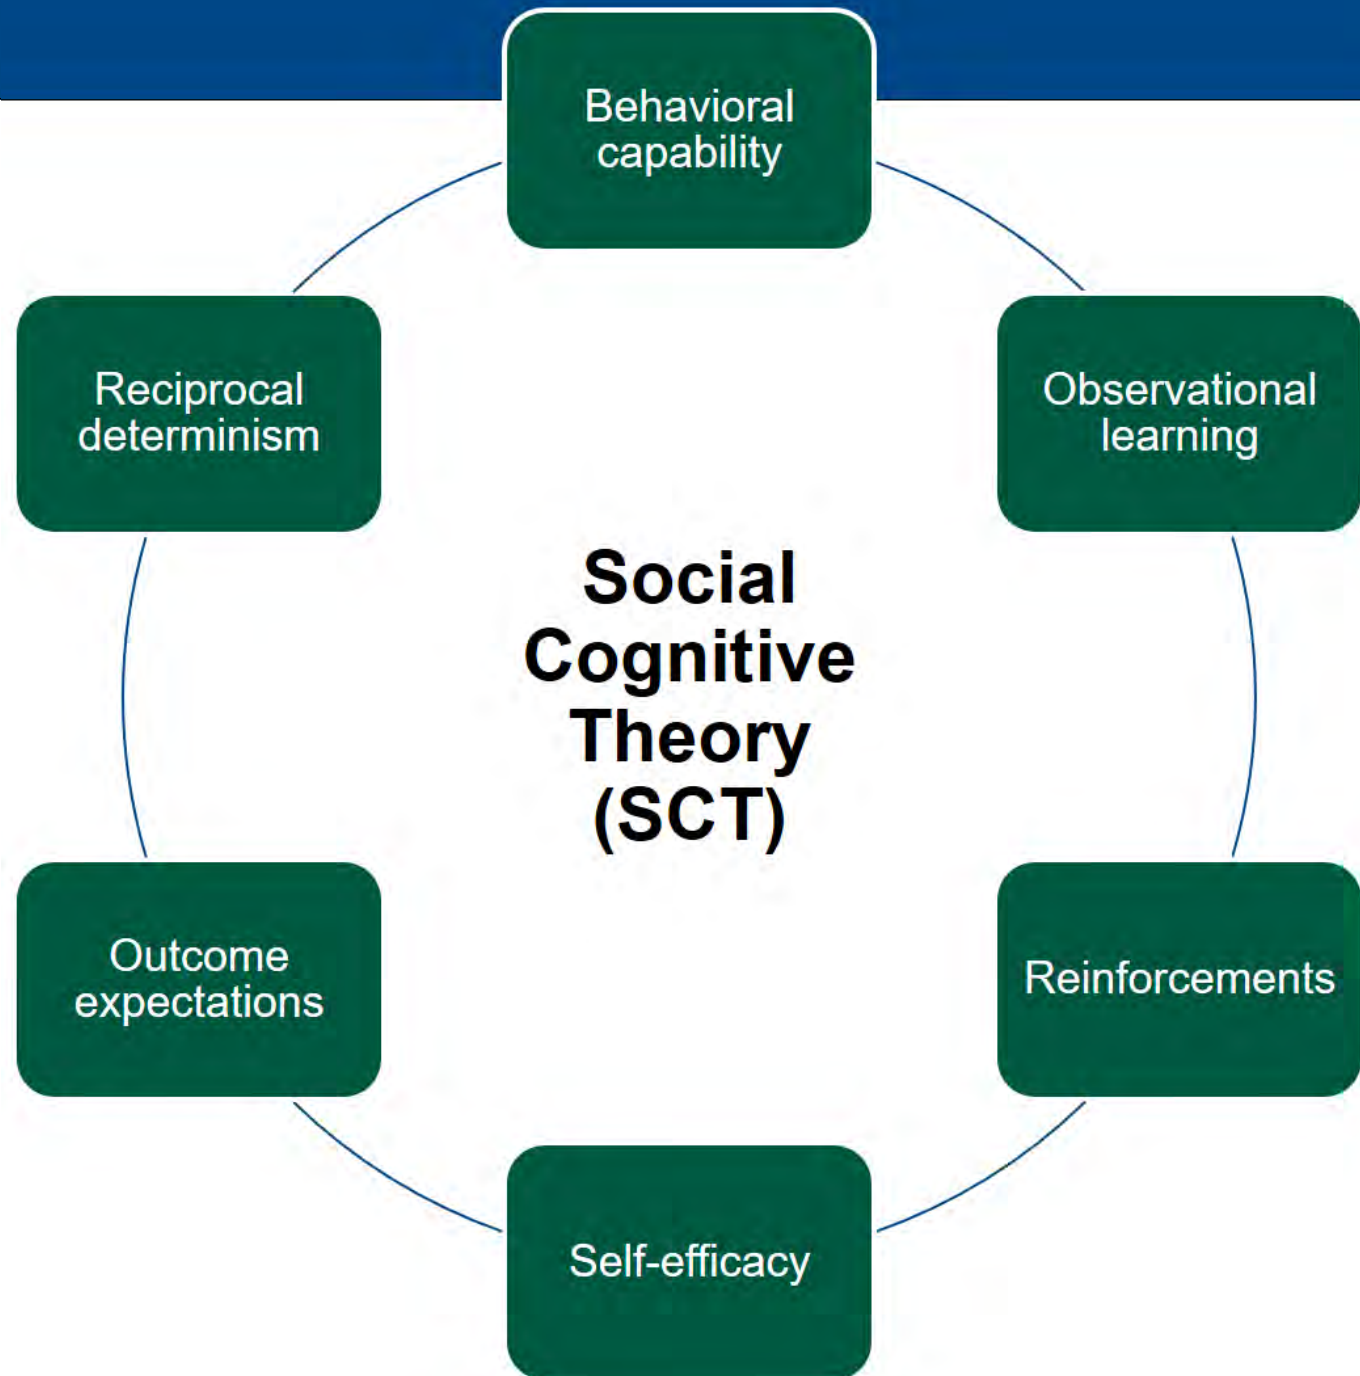 Behavioral
capability
Observational
learning
Reinforcements
Self-efficacy
Outcome
expectations
Reciprocal
determinism
Social
Cognitive
Theory
(SCT)